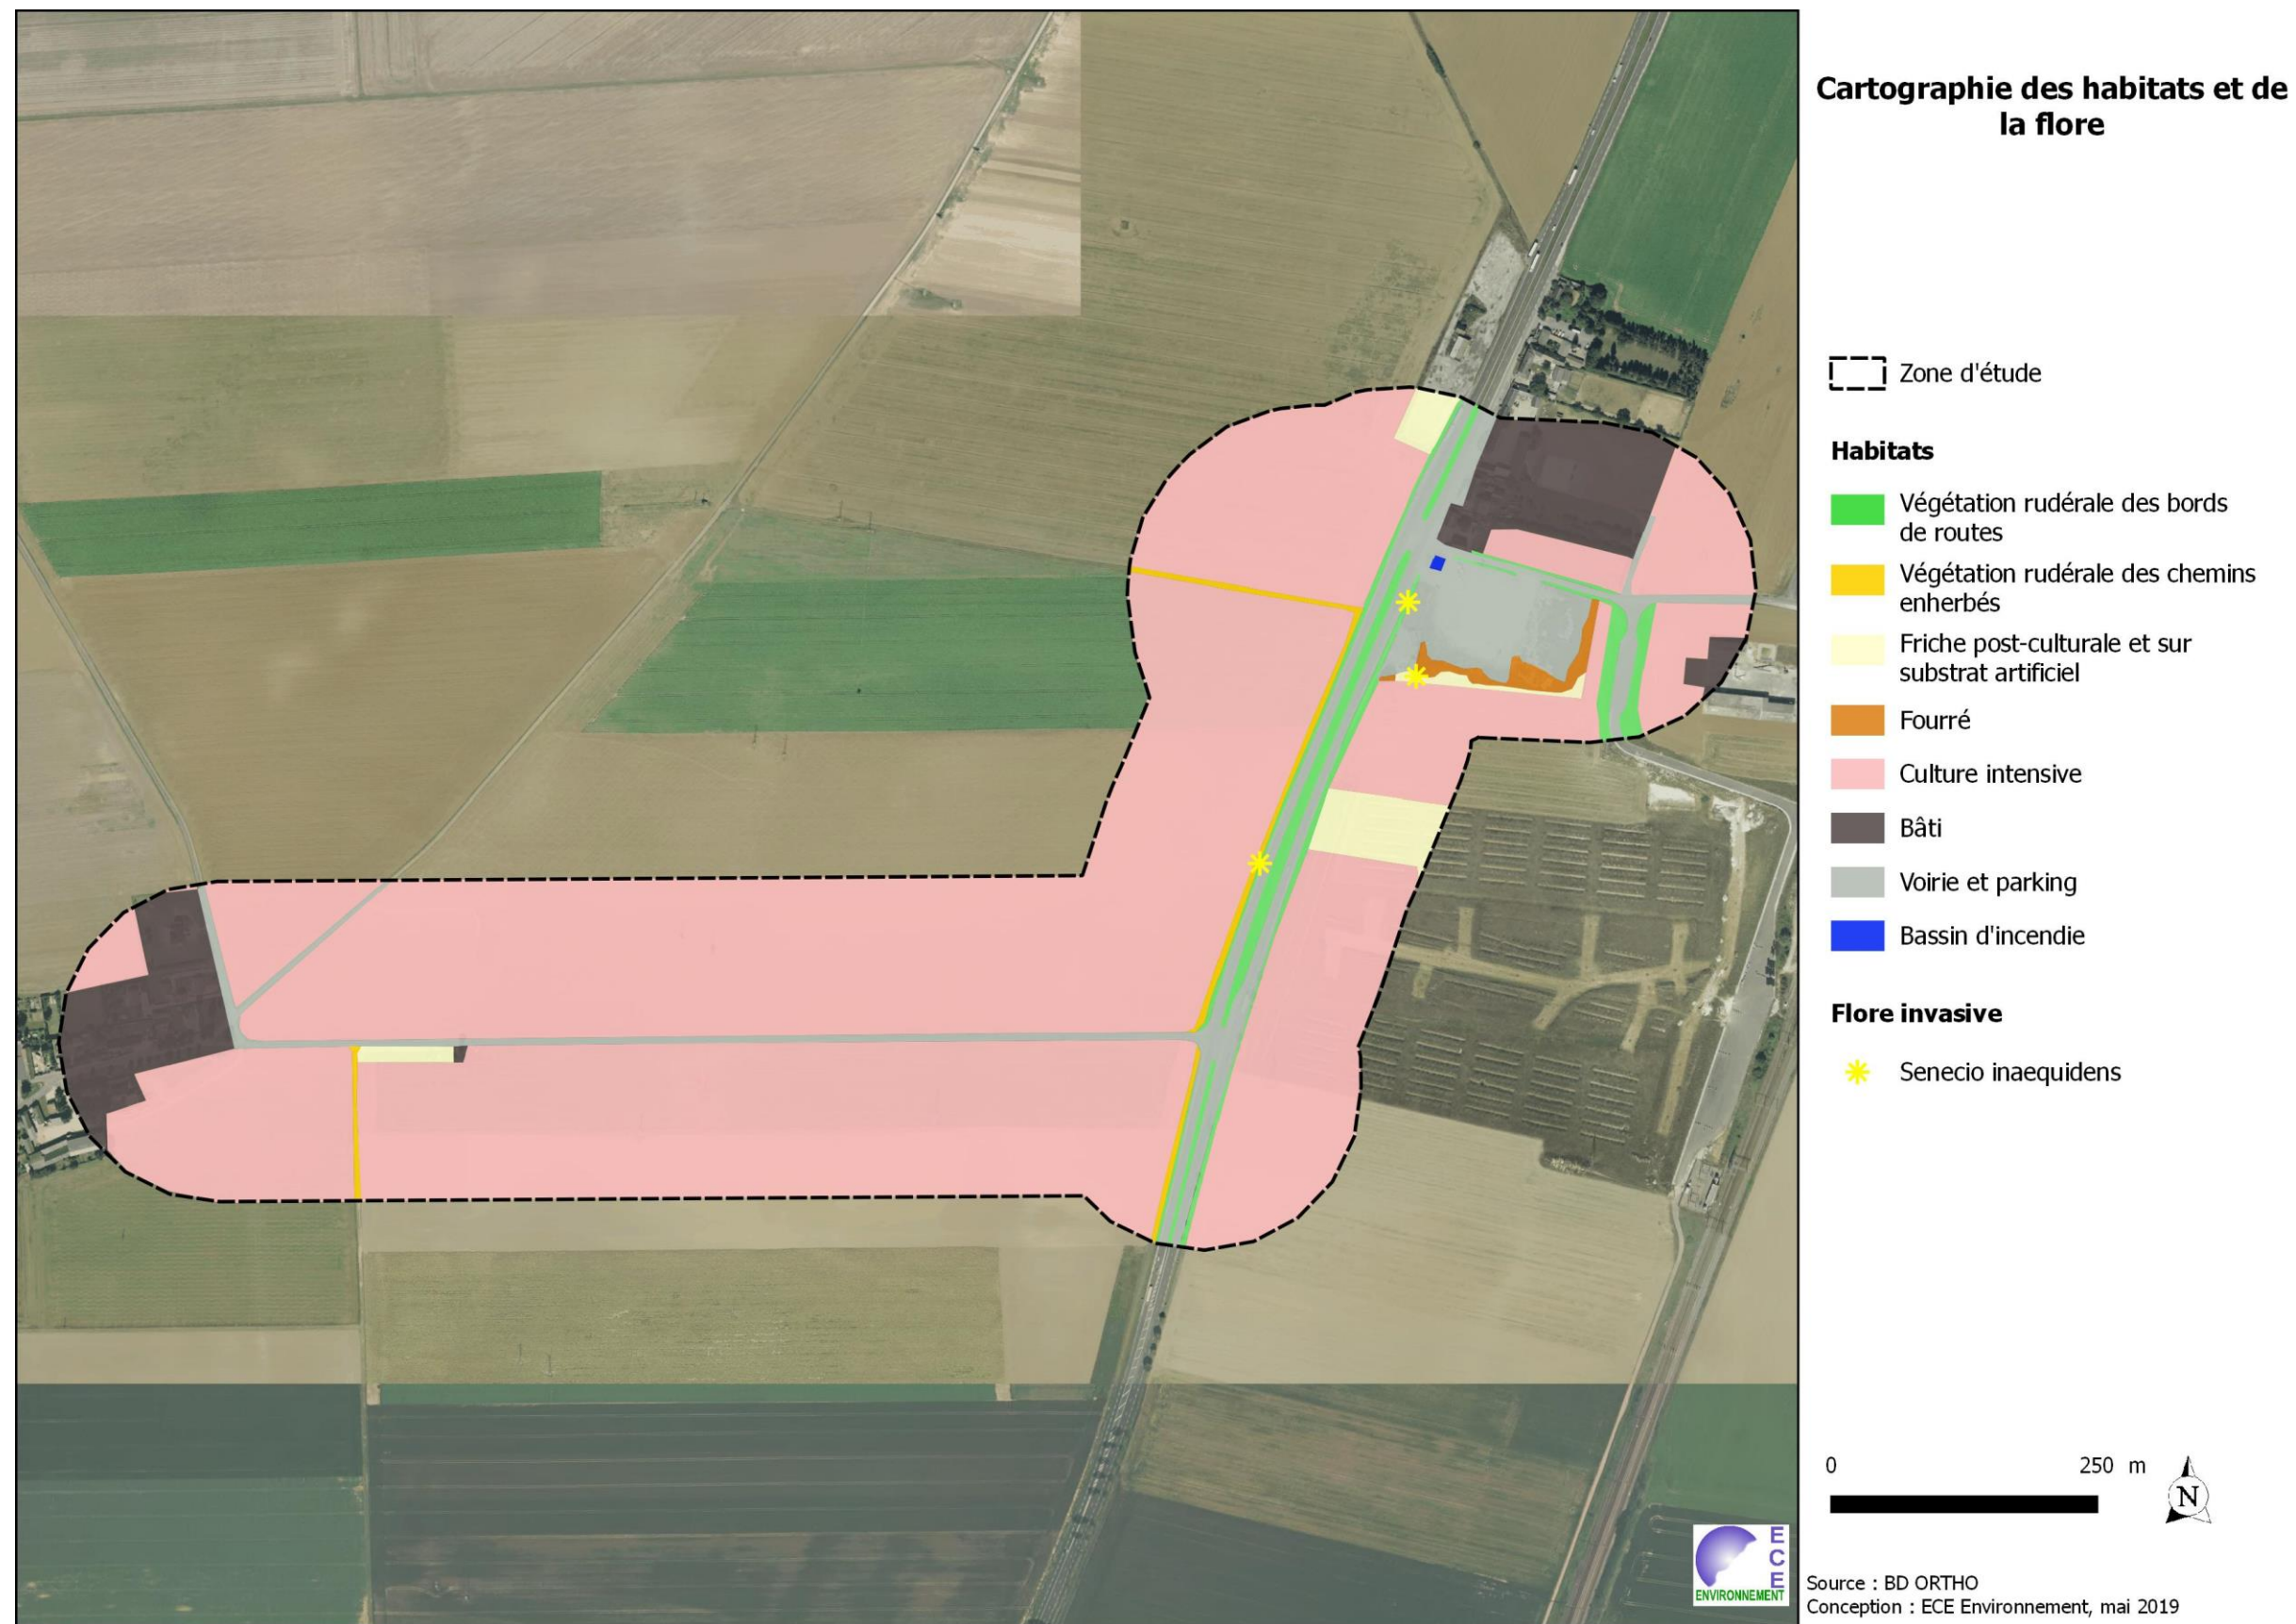 Cartographie des habitats et de
la flore
Zone d'étude
Habitats
Végétation rudérale des bords
de routes
Végétation rudérale des chemins
enherbés
Friche post-culturale et sur
substrat artificiel
Fourré
Culture intensive
Bâti
Voirie et parking
Bassin d'incendie
Flore invasive
Senecio inaequidens
0 250 m
N
ECE
ENVIRONNEMENT
Source : BD ORTHO
Conception : ECE Environnement, mai 2019